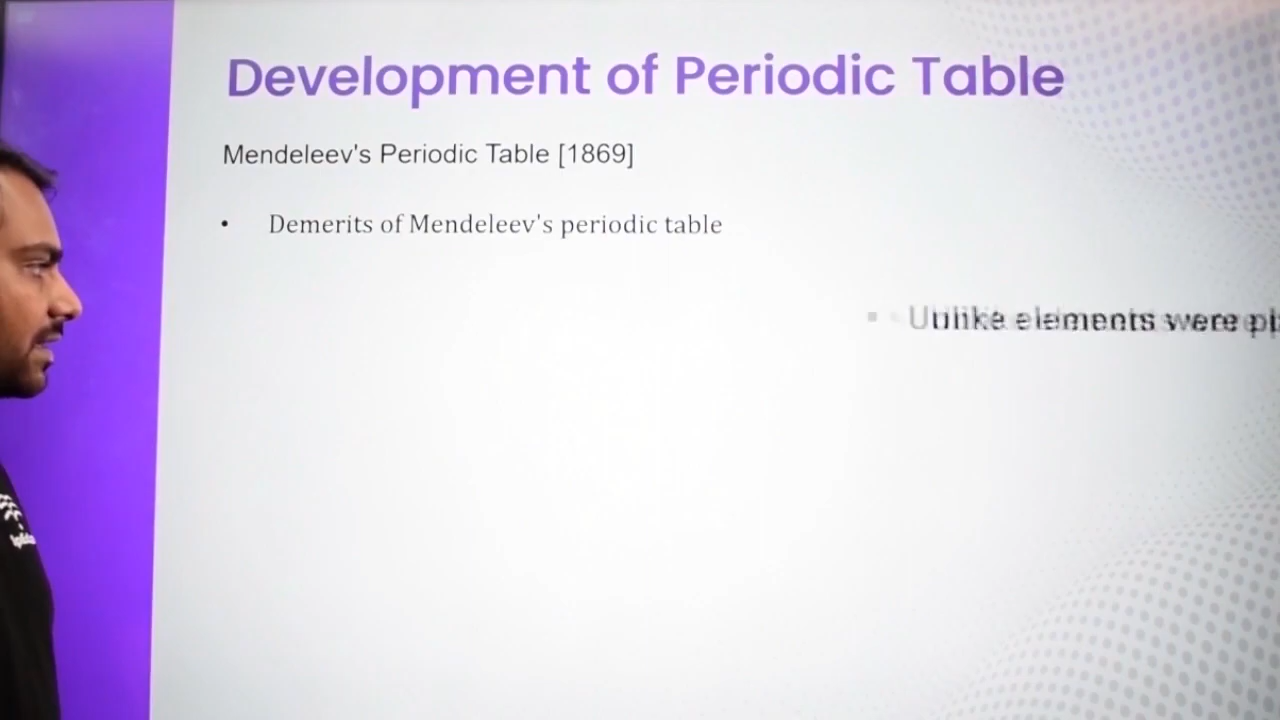 Development of Periodic Table
Mendeleev's Periodic Table [1869]
• Demerits of Mendeleev's periodic table
▪ Unlike elements were